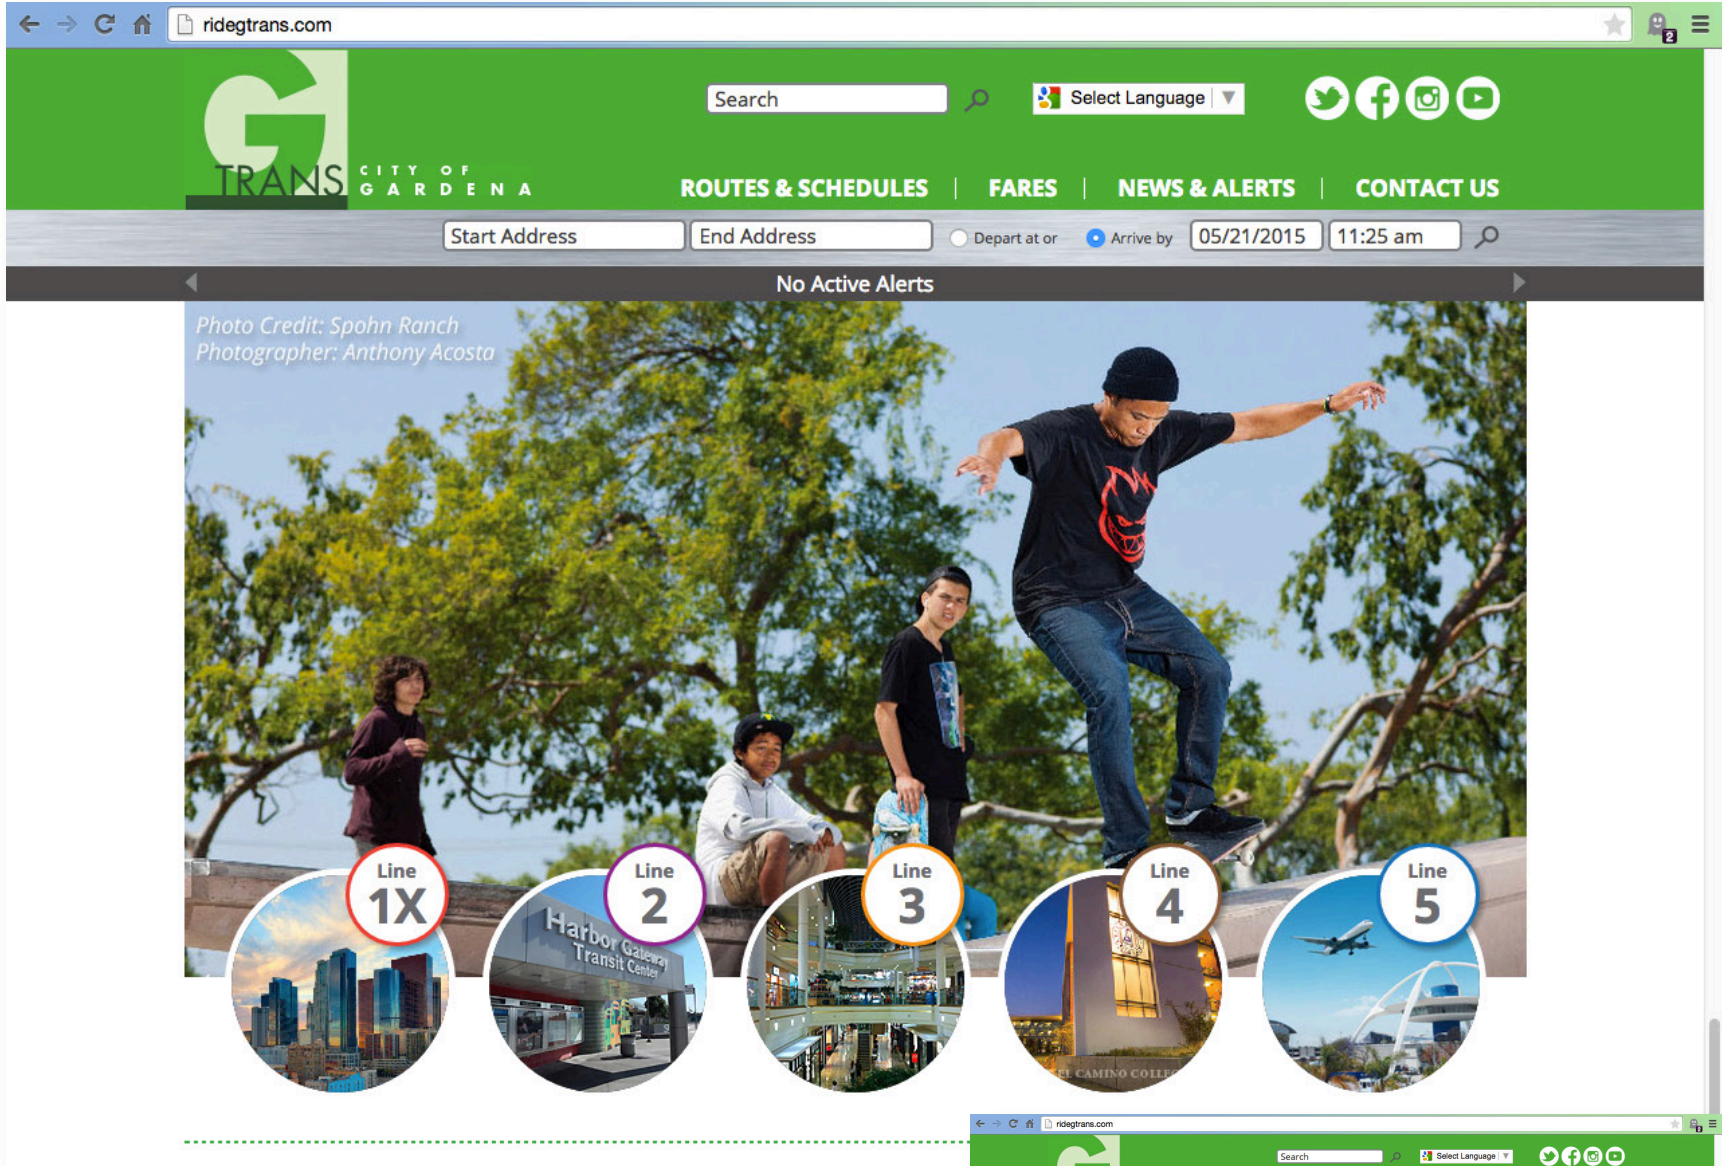 ridegtrans.com
2
Search
Select Language
G
TRANS
CITY OF
GARDENA
ROUTES & SCHEDULES
FARES
NEWS & ALERTS
CONTACT US
Start Address
End Address
Depart at or
Arrive by
05/21/2015
11:25 am
No Active Alerts
Photo Credit: Spohn Ranch
Photographer: Anthony Acosta
Line
1X
Line
2
Line
3
Line
4
Line
5
Harbor Gateway
Transit Center
EL CAMINO COLLEG
ridegtrans.com
Search
Select Language